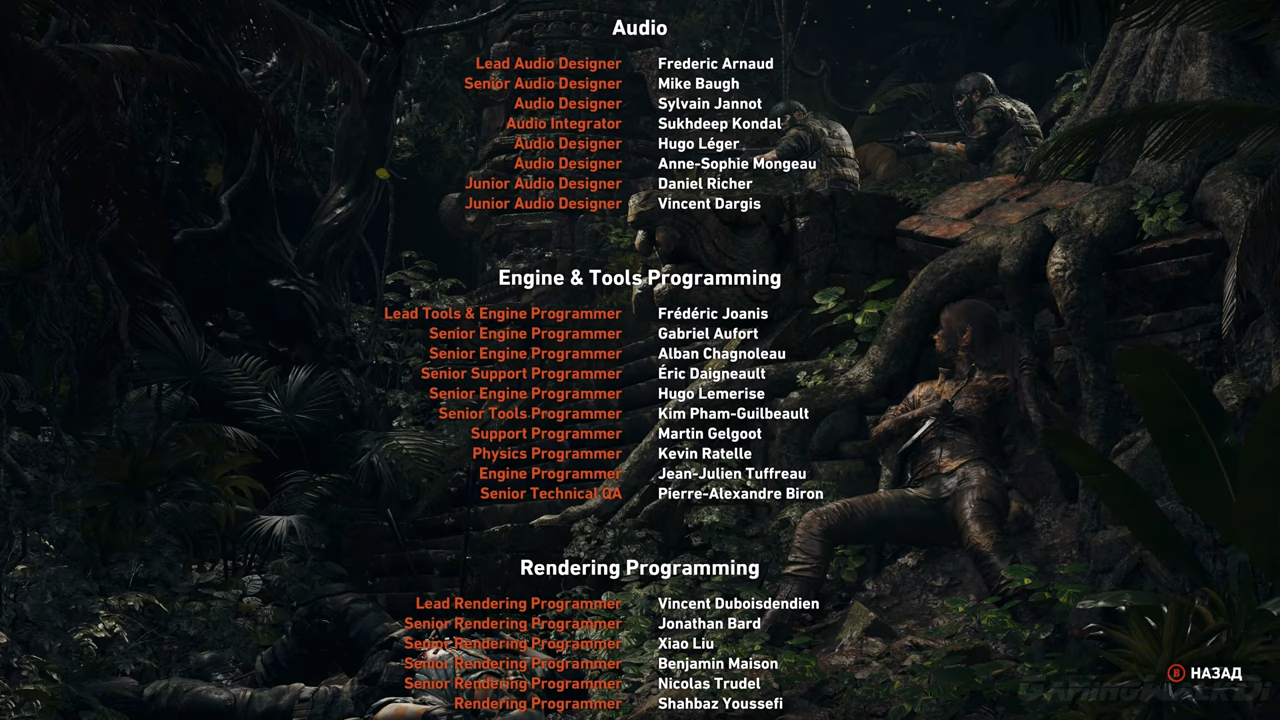 Audio
Lead Audio Designer Frederic Arnaud
Senior Audio Designer Mike Baugh
Audio Designer Sylvain Jannot
Audio Integrator Sukhdeep Kondal
Audio Designer Hugo Léger
Audio Designer Anne-Sophie Mongeau
Junior Audio Designer Daniel Richer
Junior Audio Designer Vincent Dargis
Engine & Tools Programming
Lead Tools & Engine Programmer Frédéric Joanis
Senior Engine Programmer Gabriel Aufort
Senior Engine Programmer Alban Chagnoleau
Senior Support Programmer Éric Daigneault
Senior Engine Programmer Hugo Lemerise
Senior Tools Programmer Kim Pham-Guilbeault
Support Programmer Martin Gelgoot
Physics Programmer Kevin Ratelle
Engine Programmer Jean-Julien Tuffreau
Senior Technical QA Pierre-Alexandre Biron
Rendering Programming
Lead Rendering Programmer Vincent Duboisdendien
Senior Rendering Programmer Jonathan Bard
Senior Rendering Programmer Xiao Liu
Senior Rendering Programmer Benjamin Maison
Senior Rendering Programmer Nicolas Trudel
Rendering Programmer Shahbaz Youssefi
B НАЗАД